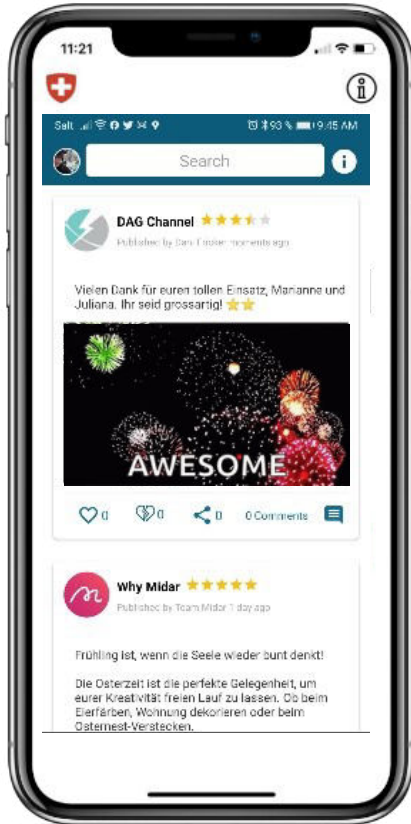 11:21
Salt
93 % 9:45 AM
Search
DAG Channel
Published by Dani moments ago
Vielen Dank für euren tollen Einsatz, Marianne und
Juliana. Ihr seid grossartig!
AWESOME
0 0 0 0 Comments
Why Midar
Published by Team Midar 1 day ago
Frühling ist, wenn die Seele wieder bunt denkt!
Die Osterzeit ist die perfekte Gelegenheit, um
eurer Kreativität freien Lauf zu lassen. Ob beim
Eierfärben, Wohnung dekorieren oder beim
Osternest-Verstecken.